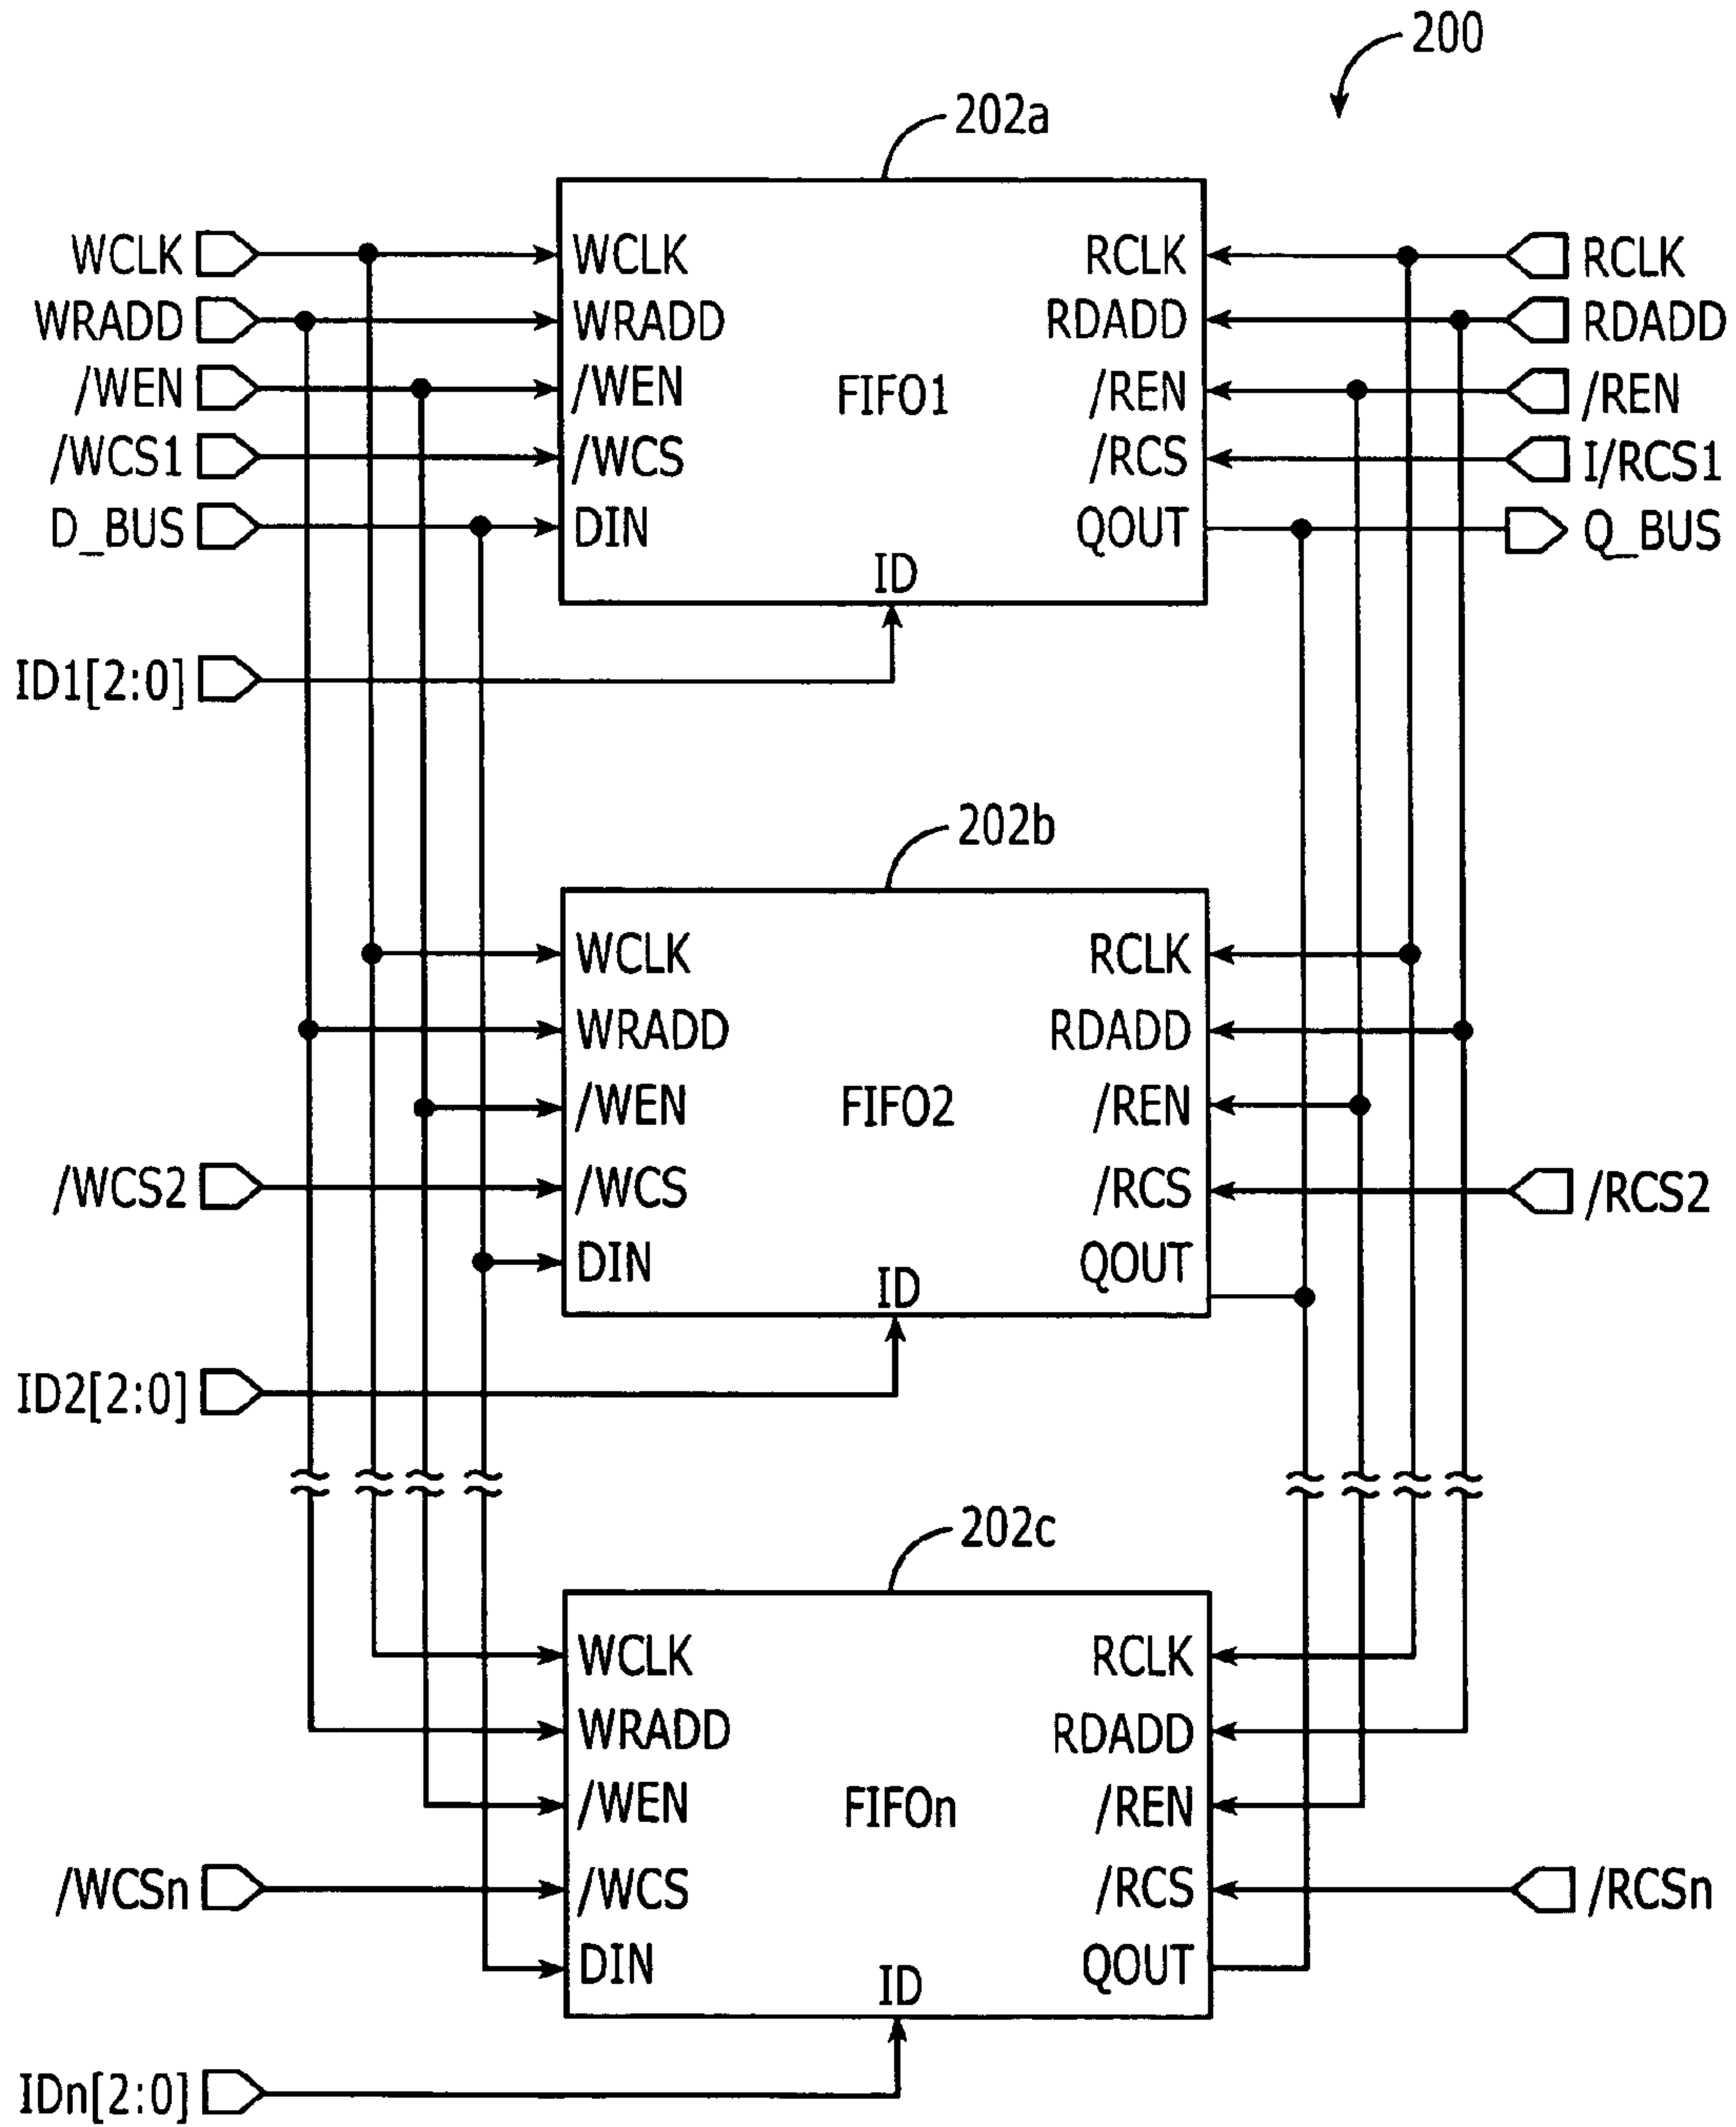 200
202a
WCLK WCLK RCLK RCLK
WRADD WRADD RDADD RDADD
/WEN /WEN FIFO1 /REN /REN
/WCS1 /WCS /RCS I/RCS1
D_BUS DIN QOUT Q_BUS
ID
ID1[2:0]
202b
WCLK RCLK
WRADD RDADD
/WEN FIFO2 /REN
/WCS2 /WCS /RCS /RCS2
DIN QOUT
ID
ID2[2:0]
202c
WCLK RCLK
WRADD RDADD
/WEN FIFOn /REN
/WCSn /WCS /RCS /RCSn
DIN QOUT
ID
IDn[2:0]